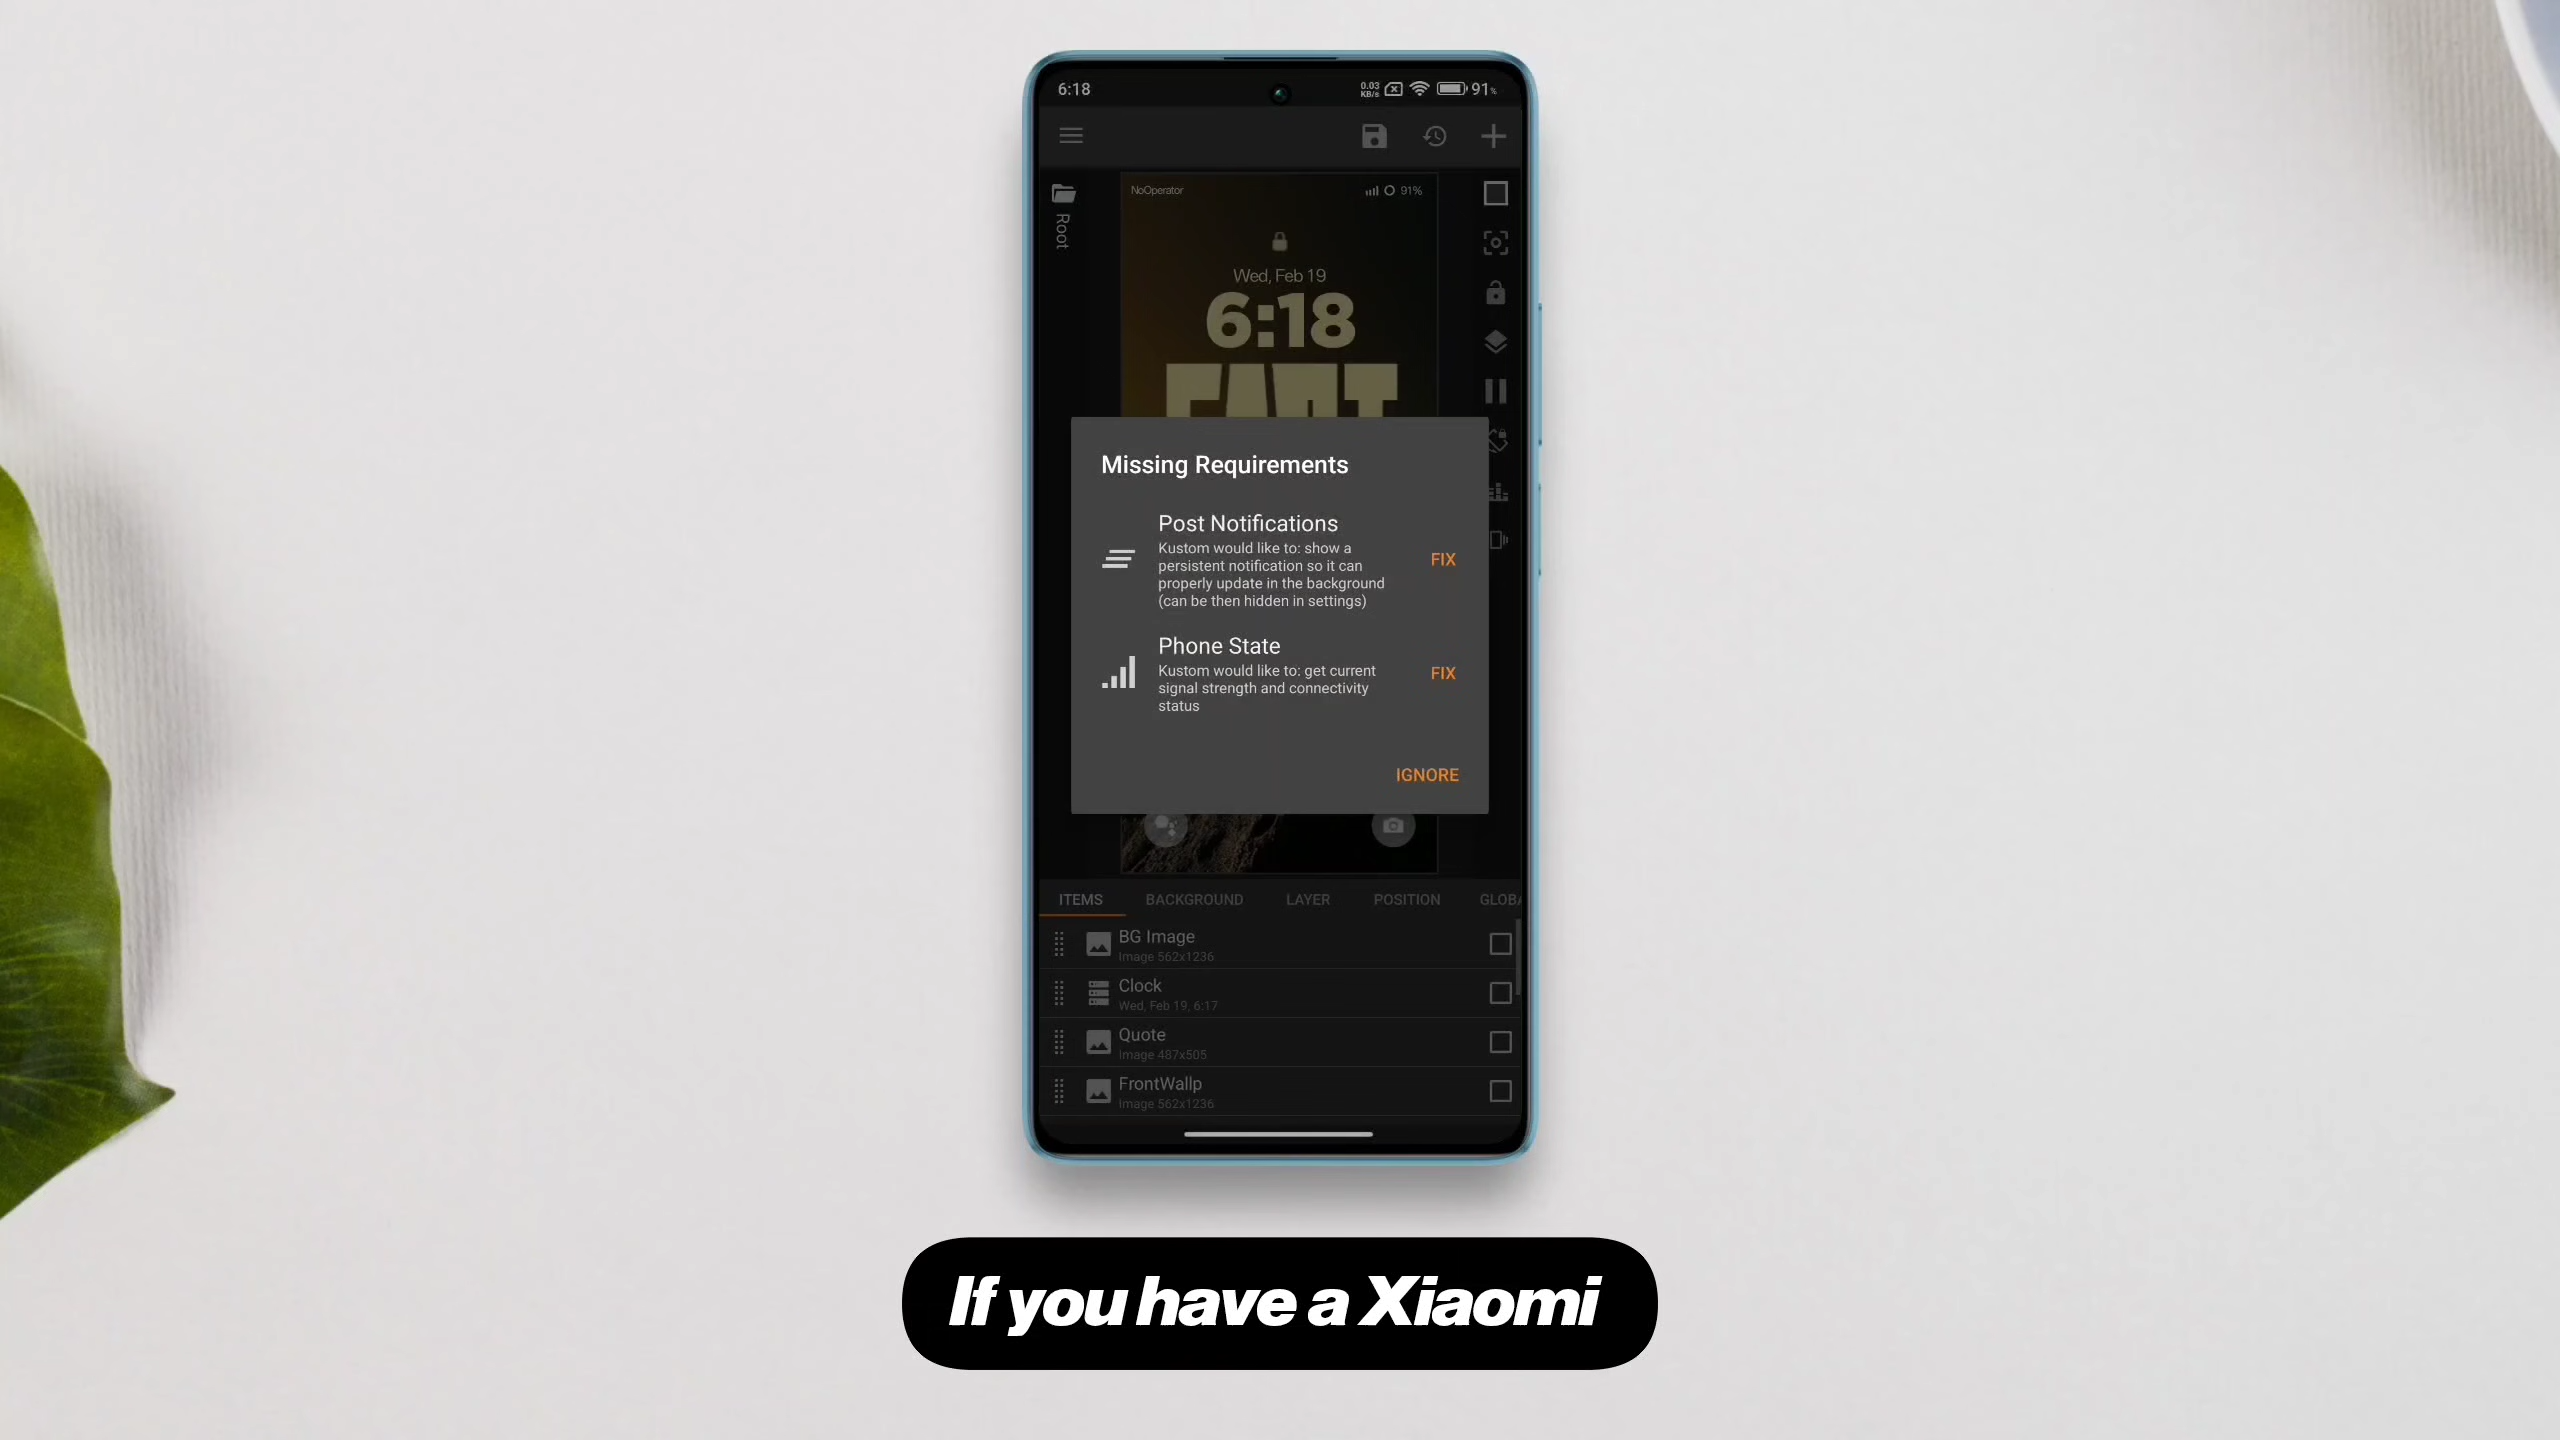 6:18
0.03
KB/s
91%
NoOperator
91%
Root
Wed, Feb 19
6:18
Missing Requirements
Post Notifications
Kustom would like to: show a
persistent notification so it can
properly update in the background
(can be then hidden in settings)
FIX
Phone State
Kustom would like to: get current
signal strength and connectivity
status
FIX
IGNORE
ITEMS BACKGROUND LAYER POSITION GLOBA
BG Image
Image 562x1236
Clock
Wed, Feb 19, 6:17
Quote
Image 487x505
FrontWallp
Image 562x1236
If you have a Xiaomi